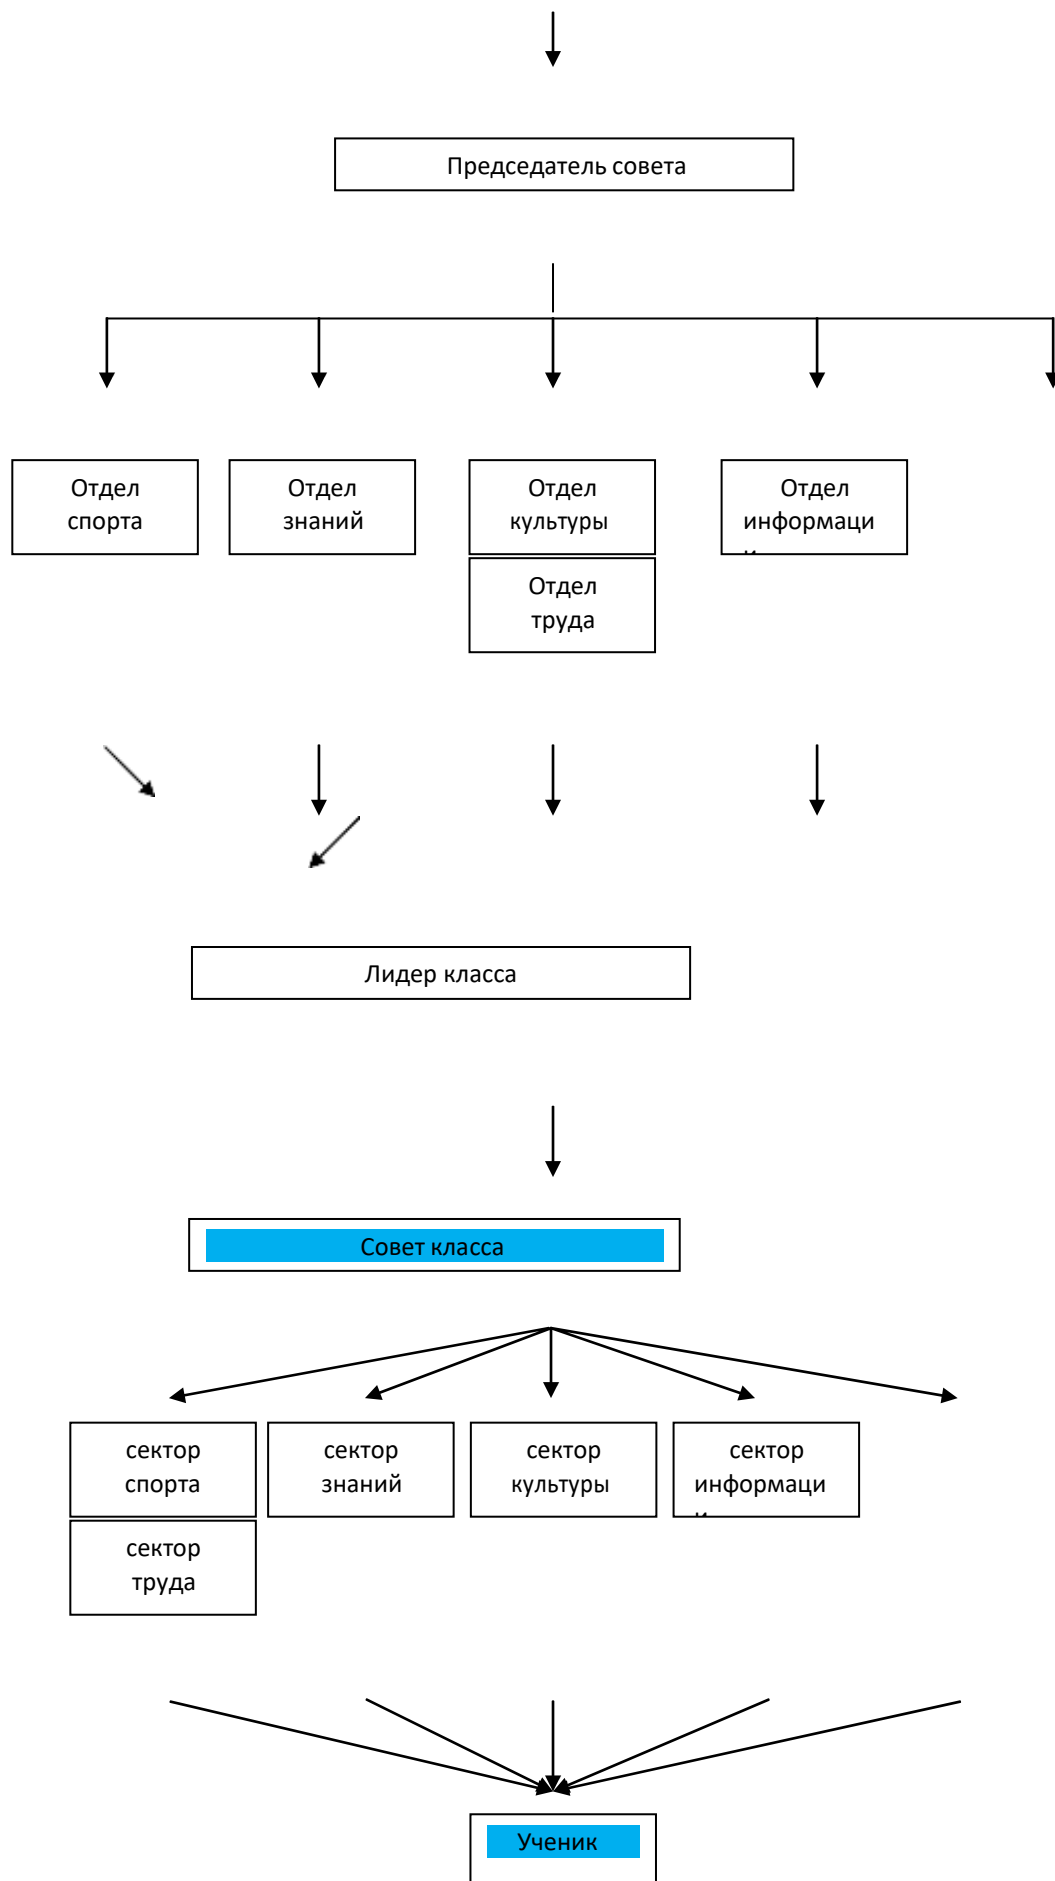 Председатель совета
Отдел
спорта
Отдел
знаний
Отдел
культуры
Отдел
информаци
и
Отдел
труда
Лидер класса
Совет класса
сектор
спорта
сектор
знаний
сектор
культуры
сектор
информаци
и
сектор
труда
Ученик